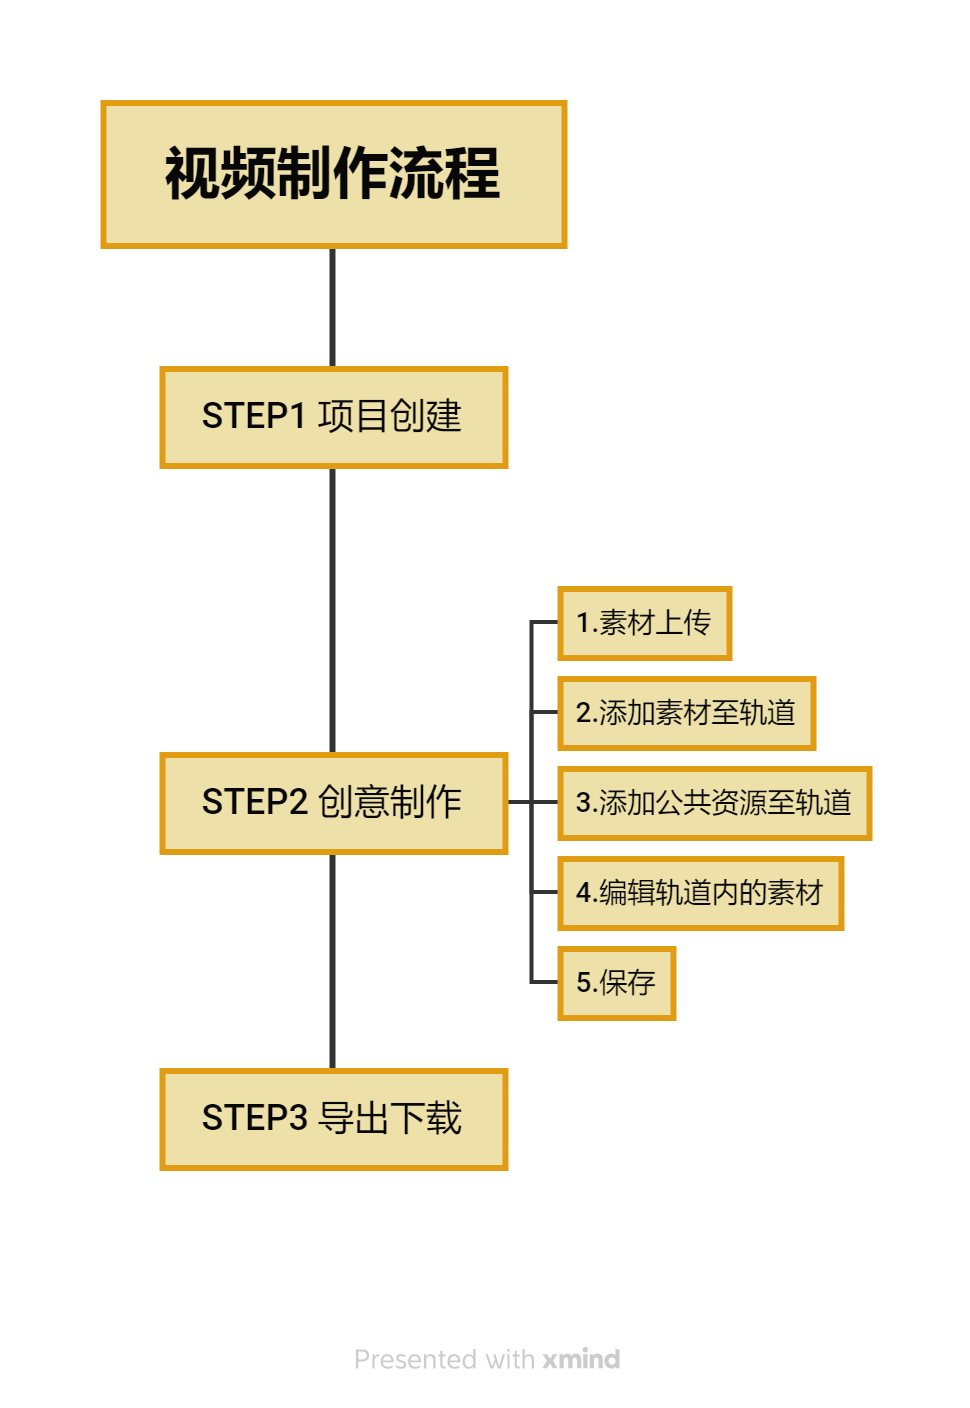 视频制作流程
STEP1 项目创建
STEP2 创意制作
1.素材上传
2.添加素材至轨道
3.添加公共资源至轨道
4.编辑轨道内的素材
5.保存
STEP3 导出下载
Presented with xmind